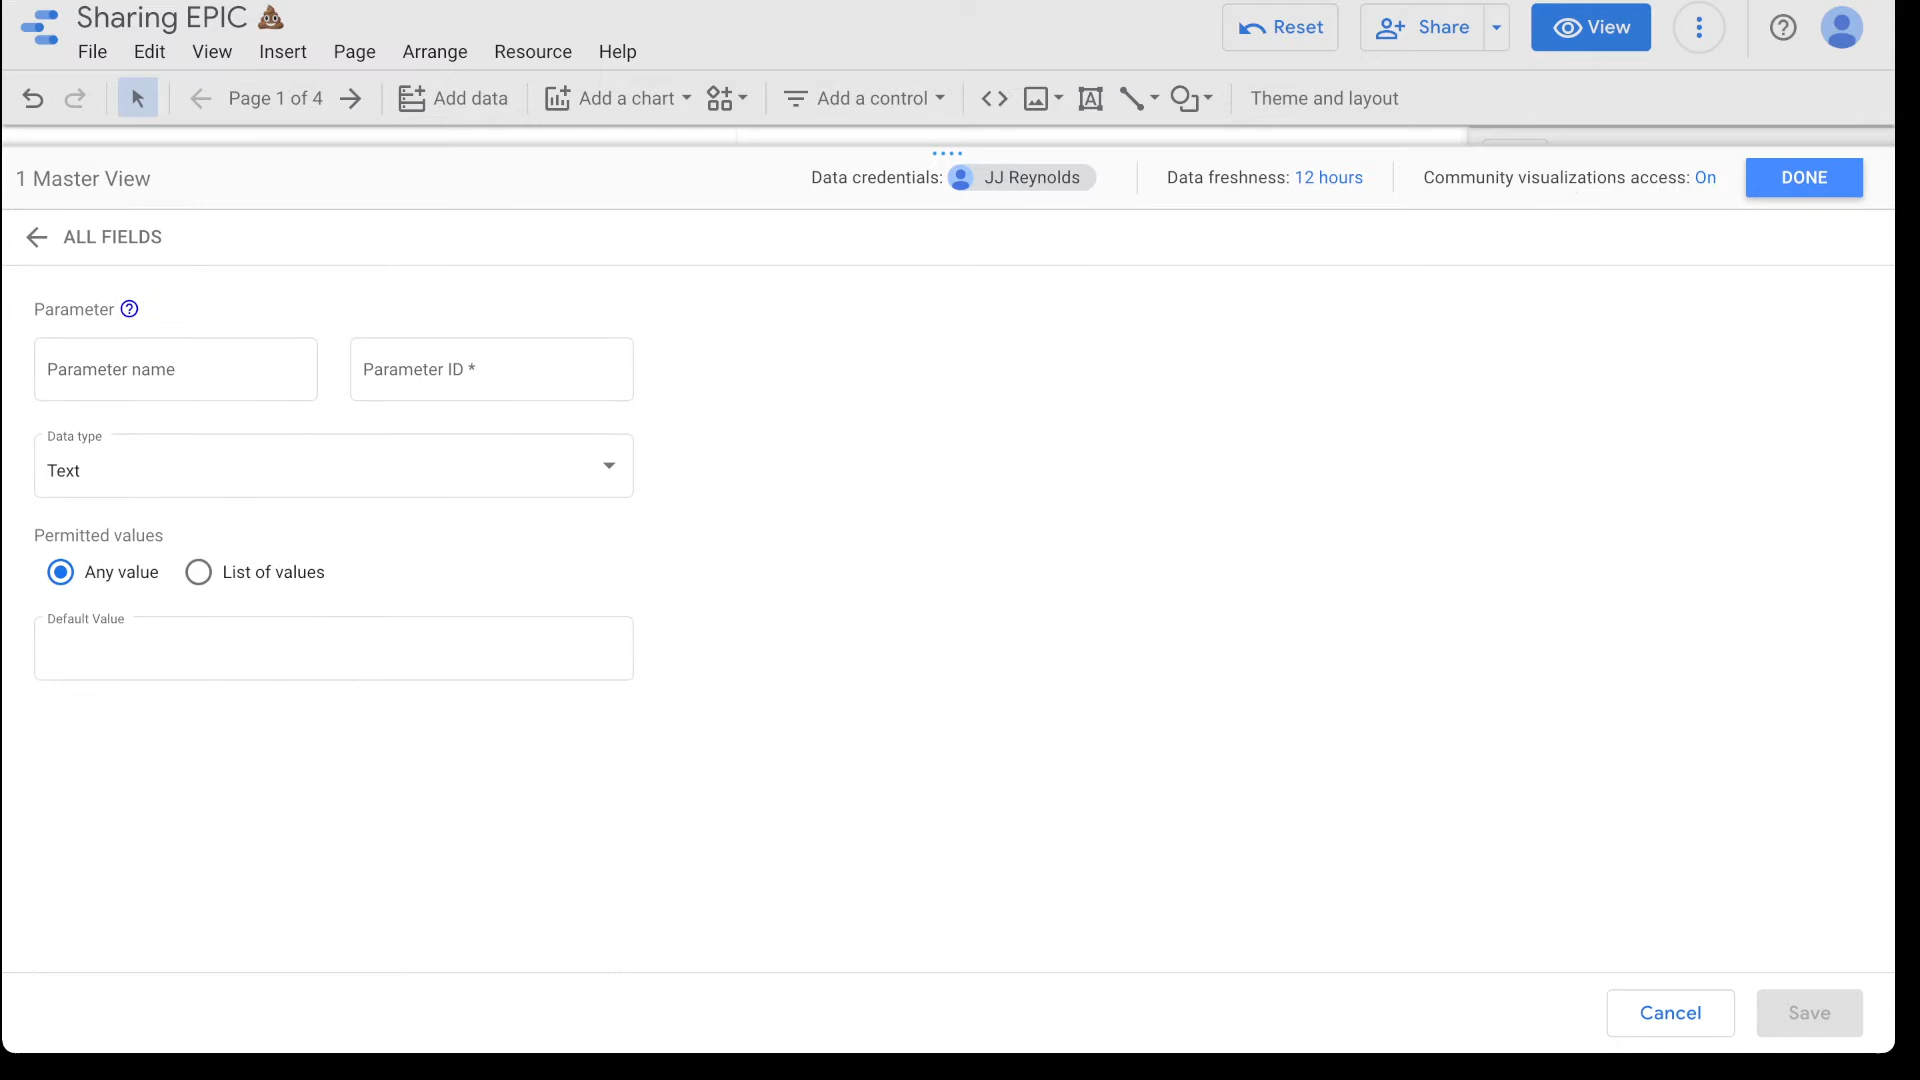 Sharing EPIC 💩
Reset
Share
View
File Edit View Insert Page Arrange Resource Help
Page 1 of 4 Add data Add a chart Add a control Theme and layout
1 Master View
Data credentials: JJ Reynolds
Data freshness: 12 hours
Community visualizations access: On
DONE
ALL FIELDS
Parameter
Parameter name
Parameter ID *
Data type
Text
Permitted values
Any value List of values
Default Value
Cancel Save